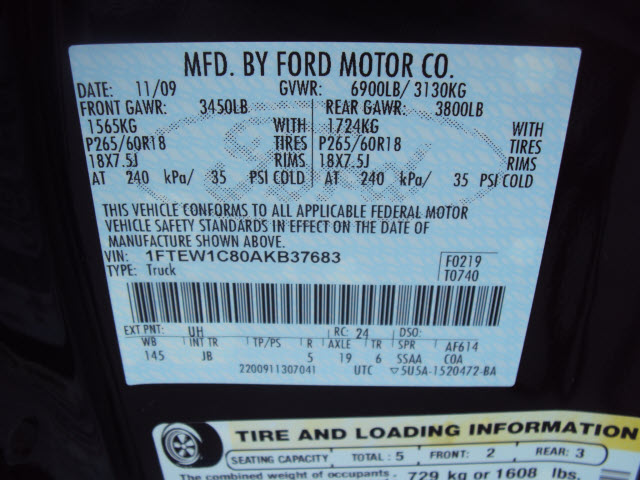 MFD. BY FORD MOTOR CO.
DATE: 11/09 GVWR: 6900LB/ 3130KG
FRONT GAWR: 3450LB REAR GAWR: 3800LB
1565KG WITH 1724KG WITH
P265/60R18 TIRES P265/60R18 TIRES
18X7.5J RIMS 18X7.5J RIMS
AT 240 kPa/ 35 PSI COLD AT 240 kPa/ 35 PSI COLD
THIS VEHICLE CONFORMS TO ALL APPLICABLE FEDERAL MOTOR
VEHICLE SAFETY STANDARDS IN EFFECT ON THE DATE OF
MANUFACTURE SHOWN ABOVE.
VIN: 1FTEW1C80AKB37683 F0219
TYPE: Truck T0740
EXT PNT: UH RC: 24 DSO:
WB INT TR TP/PS R AXLE TR SPR AF614
145 JB 5 19 6 SSAA COA
2200911307041 UTC 5U5A-1520472-BA
TIRE AND LOADING INFORMATION
SEATING CAPACITY TOTAL: 5 FRONT: 2 REAR: 3
The combined weight of occupants 729 kg or 1608 lbs.